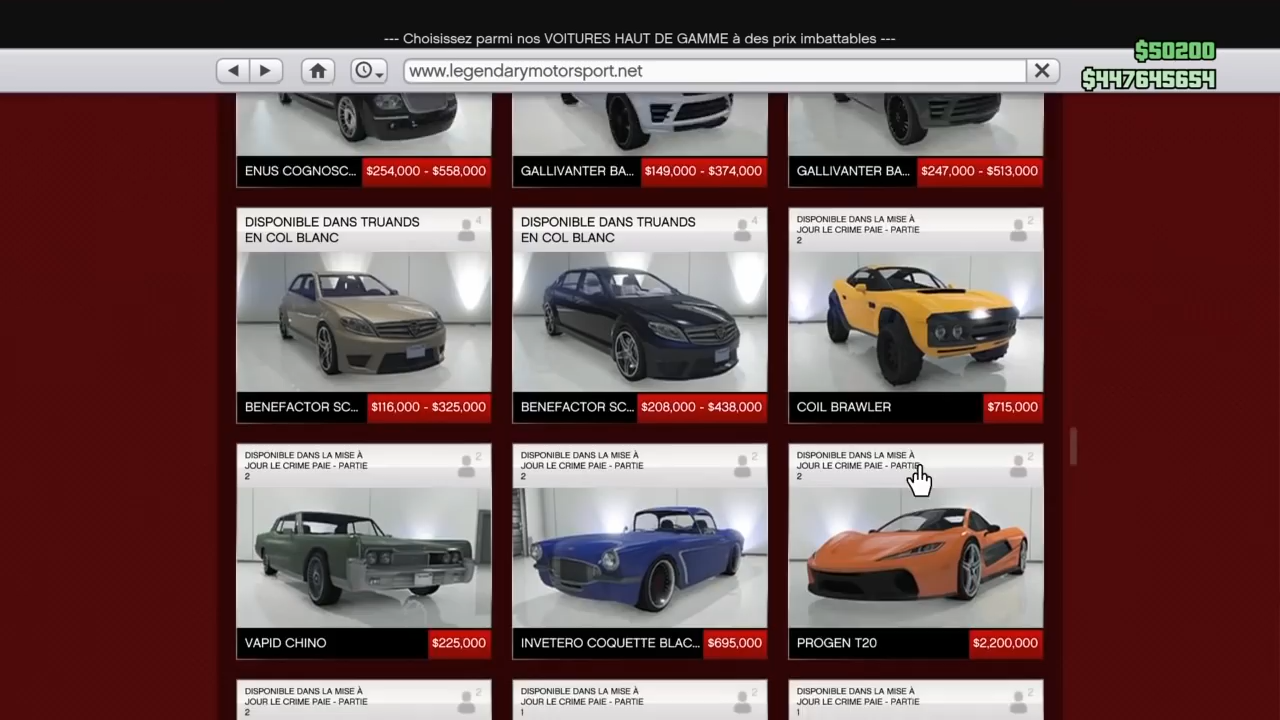 --- Choisissez parmi nos VOITURES HAUT DE GAMME à des prix imbattables ---
$50200
www.legendarymotorsport.net
$447645654
ENUS COGNOSC... $254,000 - $558,000
GALLIVANTER BA... $149,000 - $374,000
GALLIVANTER BA... $247,000 - $513,000
DISPONIBLE DANS TRUANDS
EN COL BLANC
4
BENEFACTOR SC... $116,000 - $325,000
DISPONIBLE DANS TRUANDS
EN COL BLANC
4
BENEFACTOR SC... $208,000 - $438,000
DISPONIBLE DANS LA MISE À
JOUR LE CRIME PAIE - PARTIE
2
2
COIL BRAWLER $715,000
DISPONIBLE DANS LA MISE À
JOUR LE CRIME PAIE - PARTIE
2
2
VAPID CHINO $225,000
DISPONIBLE DANS LA MISE À
JOUR LE CRIME PAIE - PARTIE
2
2
INVETERO COQUETTE BLAC... $695,000
DISPONIBLE DANS LA MISE À
JOUR LE CRIME PAIE - PARTIE
2
2
PROGEN T20 $2,200,000
DISPONIBLE DANS LA MISE À
JOUR LE CRIME PAIE - PARTIE
2
2
DISPONIBLE DANS LA MISE À
JOUR LE CRIME PAIE - PARTIE
1
2
DISPONIBLE DANS LA MISE À
JOUR LE CRIME PAIE - PARTIE
1
2